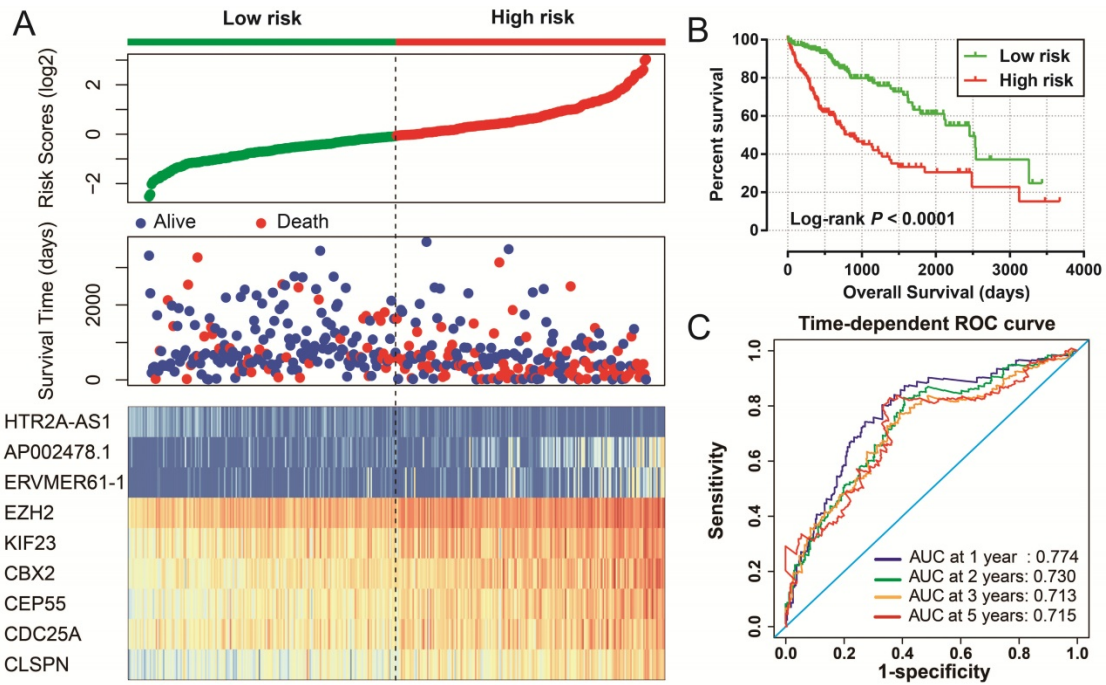 A
Low risk High risk
Risk Scores (log2)
2
0
−2
Alive Death
Survival Time (days)
2000
0
HTR2A-AS1
AP002478.1
ERVMER61-1
EZH2
KIF23
CBX2
CEP55
CDC25A
CLSPN
B
Percent survival
100
80
60
40
20
0
Low risk
High risk
Log-rank P < 0.0001
0 1000 2000 3000 4000
Overall Survival (days)
C
Time-dependent ROC curve
Sensitivity
1.0
0.8
0.6
0.4
0.2
0.0
AUC at 1 year : 0.774
AUC at 2 years: 0.730
AUC at 3 years: 0.713
AUC at 5 years: 0.715
0.0 0.2 0.4 0.6 0.8 1.0
1-specificity